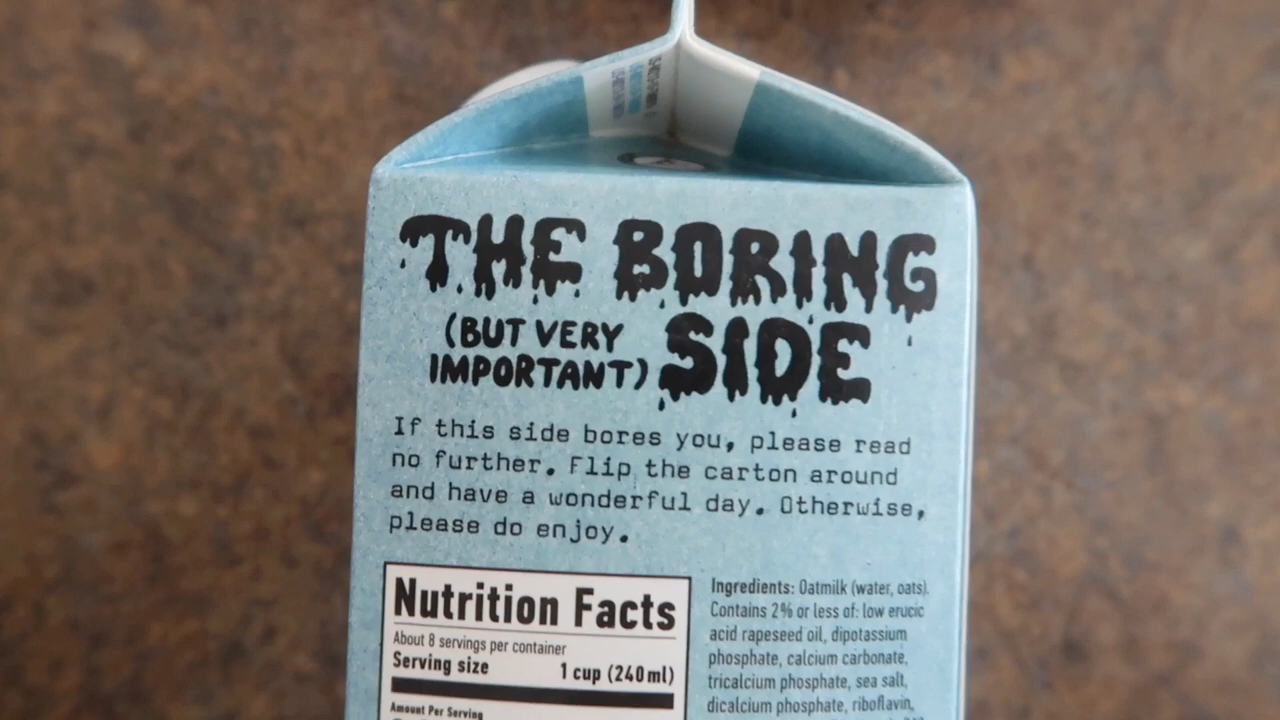 THE BORING
(BUT VERY
IMPORTANT) SIDE
If this side bores you, please read
no further. Flip the carton around
and have a wonderful day. Otherwise,
please do enjoy.
Nutrition Facts
About 8 servings per container
Serving size 1 cup (240ml)
Amount Per Serving
Ingredients: Oatmilk (water, oats).
Contains 2% or less of: low erucic
acid rapeseed oil, dipotassium
phosphate, calcium carbonate,
tricalcium phosphate, sea salt,
dicalcium phosphate, riboflavin,